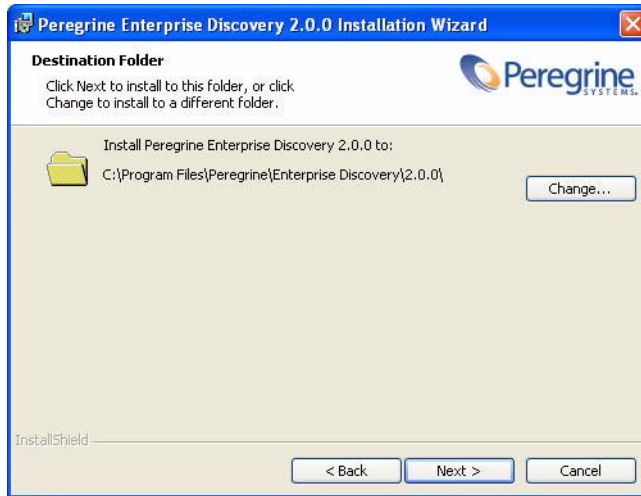 Peregrine Enterprise Discovery 2.0.0 Installation Wizard
Destination Folder
Click Next to install to this folder, or click
Change to install to a different folder.
Peregrine
SYSTEMS
Install Peregrine Enterprise Discovery 2.0.0 to:
C:\Program Files\Peregrine\Enterprise Discovery\2.0.0\
Change...
InstallShield
< Back
Next >
Cancel